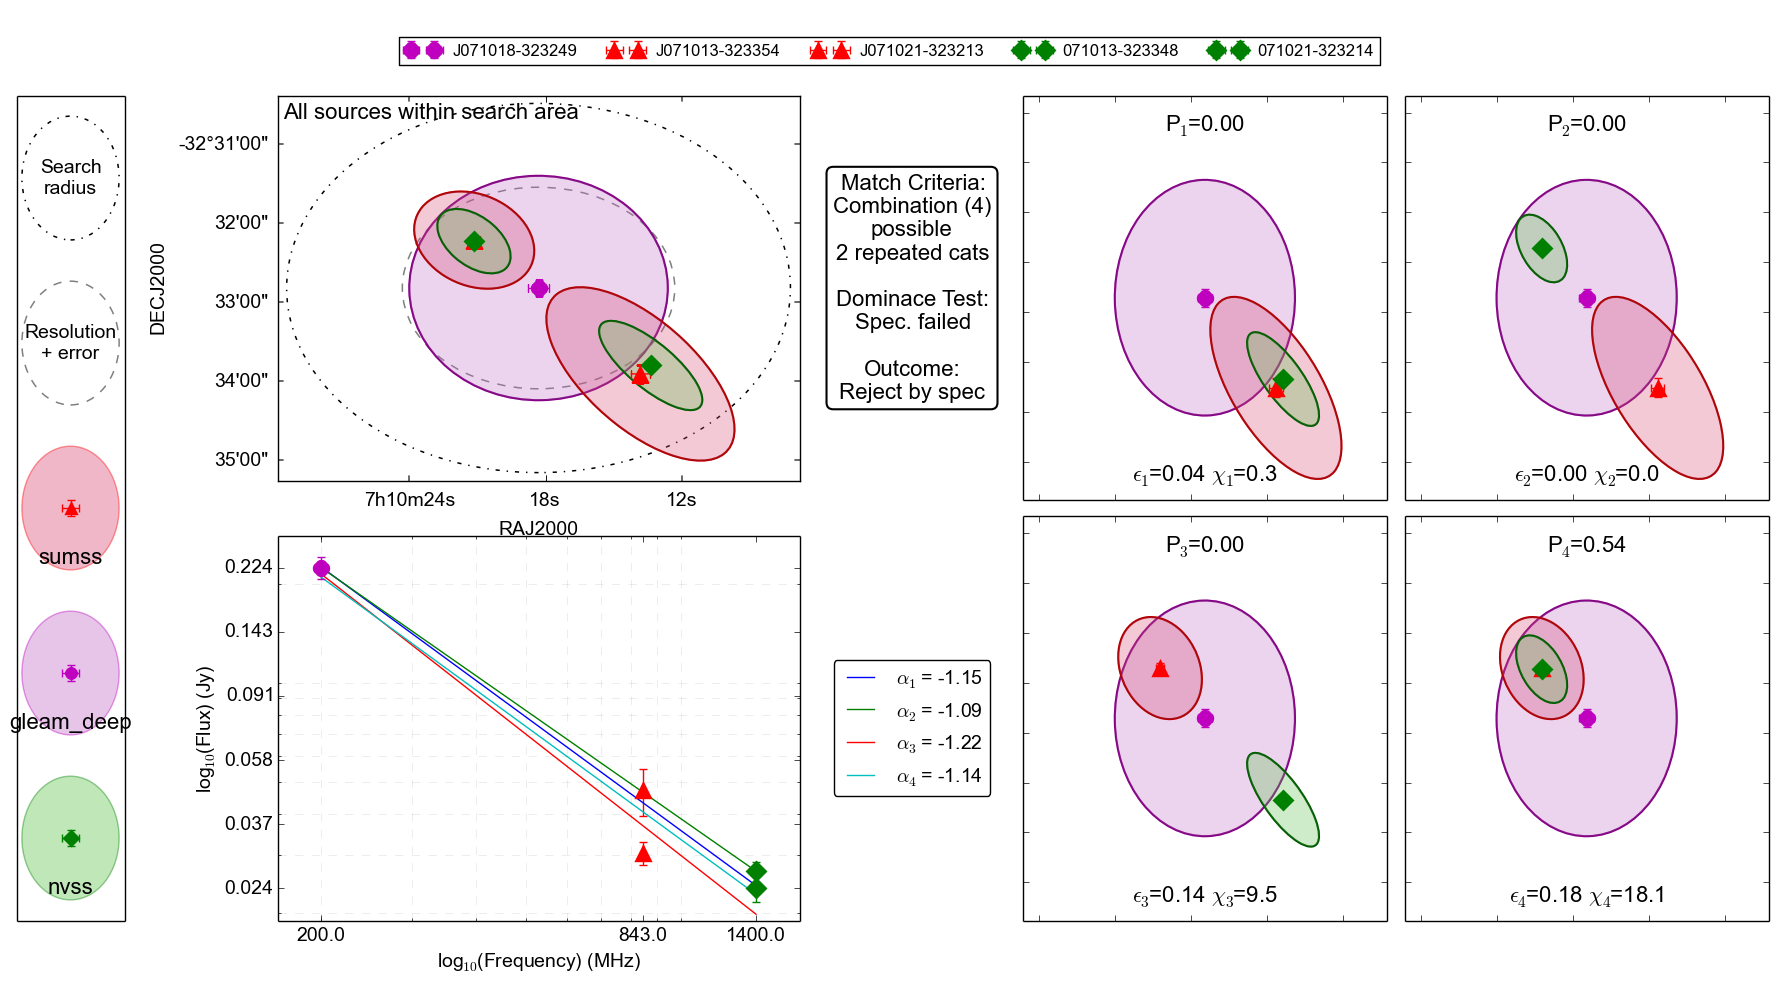 J071018-323249
J071013-323354
J071021-323213
071013-323348
071021-323214
Search
radius
Resolution
+ error
sumss
gleam_deep
nvss
All sources within search area
DECJ2000
-32°31'00"
32'00"
33'00"
34'00"
35'00"
7h10m24s
18s
12s
RAJ2000
Match Criteria:
Combination (4)
possible
2 repeated cats
Dominace Test:
Spec. failed
Outcome:
Reject by spec
P₁=0.00
ϵ₁=0.04 χ₁=0.3
P₂=0.00
ϵ₂=0.00 χ₂=0.0
log₁₀(Flux) (Jy)
0.224
0.143
0.091
0.058
0.037
0.024
200.0
843.0
1400.0
log₁₀(Frequency) (MHz)
α₁ = -1.15
α₂ = -1.09
α₃ = -1.22
α₄ = -1.14
P₃=0.00
ϵ₃=0.14 χ₃=9.5
P₄=0.54
ϵ₄=0.18 χ₄=18.1